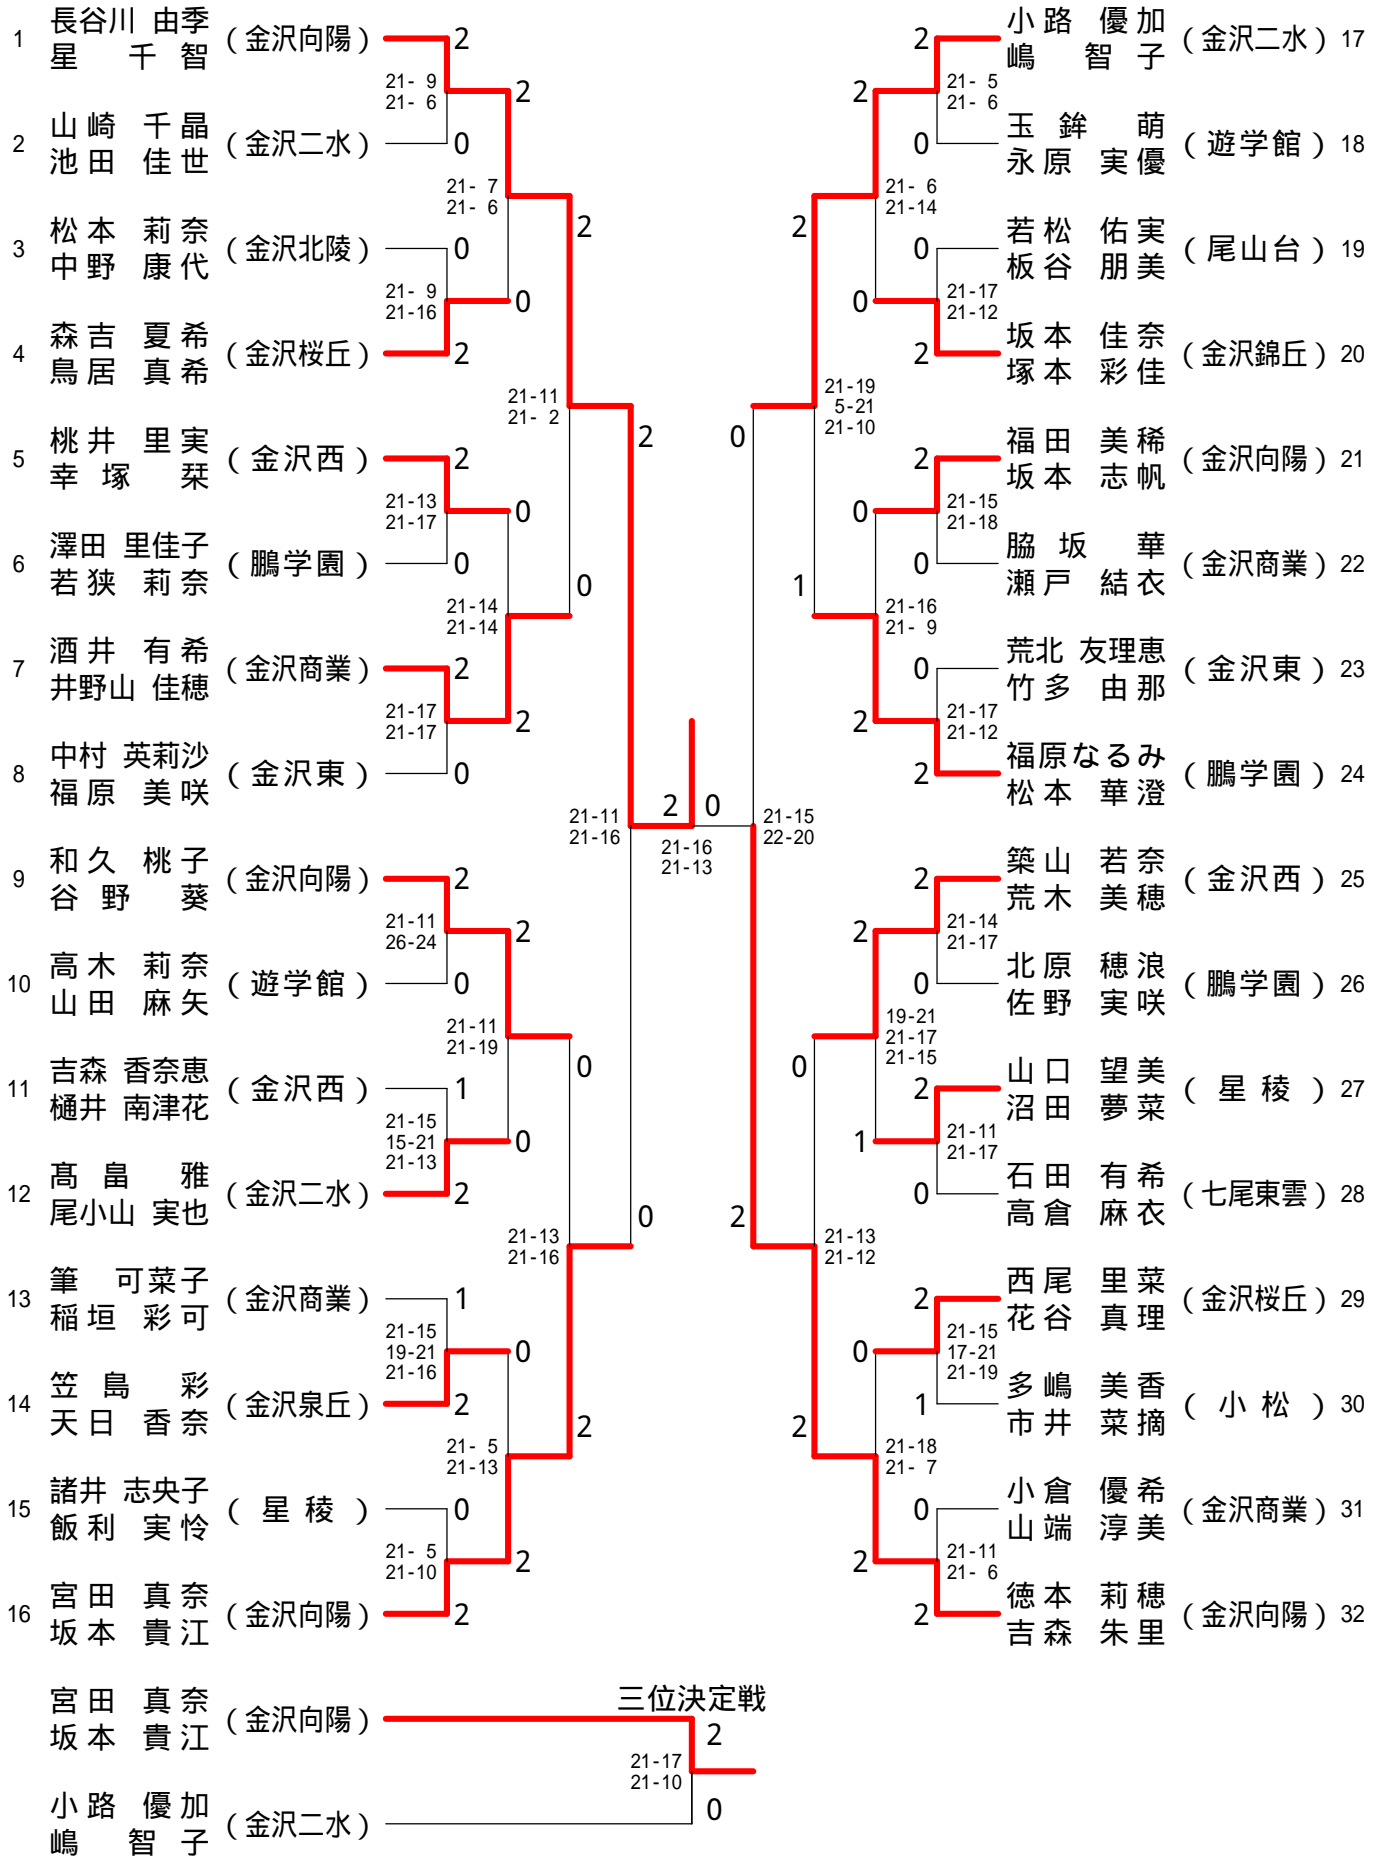 1 長谷川 由季 星 千智 (金沢向陽) 2
21- 9
21- 6
2
2 山崎 千晶 池田 佳世 (金沢二水) 0
21- 7
21- 6
2
3 松本 莉奈 中野 康代 (金沢北陵) 0
21- 9
21-16
0
4 森吉 夏希 鳥居 真希 (金沢桜丘) 2
21-11
21- 2
2
5 桃井 里実 幸塚 栞 (金沢西) 2
21-13
21-17
0
6 澤田 里佳子 若狭 莉奈 (鵬学園) 0
21-14
21-14
0
7 酒井 有希 井野山 佳穂 (金沢商業) 2
21-17
21-17
2
8 中村 英莉沙 福原 美咲 (金沢東) 0
21-11
21-16
2 0
21-16
21-13
9 和久 桃子 谷野 葵 (金沢向陽) 2
21-11
26-24
2
10 高木 莉奈 山田 麻矢 (遊学館) 0
21-11
21-19
0
11 吉森 香奈恵 樋井 南津花 (金沢西) 1
21-15
15-21
21-13
0
12 髙畠 雅 尾小山 実也 (金沢二水) 2
21-13
21-16
0
13 筆 可菜子 稲垣 彩可 (金沢商業) 1
21-15
19-21
21-16
0
14 笠島 彩 天日 香奈 (金沢泉丘) 2
21- 5
21-13
2
15 諸井 志央子 飯利 実怜 (星稜) 0
21- 5
21-10
2
16 宮田 真奈 坂本 貴江 (金沢向陽) 2
2 小路 優加 嶋 智子 (金沢二水) 17
21- 5
21- 6
2
0 玉鉾 萌 永原 実優 (遊学館) 18
21- 6
21-14
2
0 若松 佑実 板谷 朋美 (尾山台) 19
21-17
21-12
0
2 坂本 佳奈 塚本 彩佳 (金沢錦丘) 20
21-19
5-21
21-10
0
2 福田 美稀 坂本 志帆 (金沢向陽) 21
21-15
21-18
0
0 脇坂 華 瀬戸 結衣 (金沢商業) 22
21-16
21- 9
1
0 荒北 友理恵 竹多 由那 (金沢東) 23
21-17
21-12
2
2 福原なるみ 松本 華澄 (鵬学園) 24
21-15
22-20
2 築山 若奈 荒木 美穂 (金沢西) 25
21-14
21-17
2
0 北原 穂浪 佐野 実咲 (鵬学園) 26
19-21
21-17
21-15
0
2 山口 望美 沼田 夢菜 (星稜) 27
21-11
21-17
1
0 石田 有希 高倉 麻衣 (七尾東雲) 28
21-13
21-12
2
2 西尾 里菜 花谷 真理 (金沢桜丘) 29
21-15
17-21
21-19
0
1 多嶋 美香 市井 菜摘 (小松) 30
21-18
21- 7
2
0 小倉 優希 山端 淳美 (金沢商業) 31
21-11
21- 6
2
2 徳本 莉穂 吉森 朱里 (金沢向陽) 32
三位決定戦
宮田 真奈 坂本 貴江 (金沢向陽) 2
21-17
21-10
小路 優加 嶋 智子 (金沢二水) 0